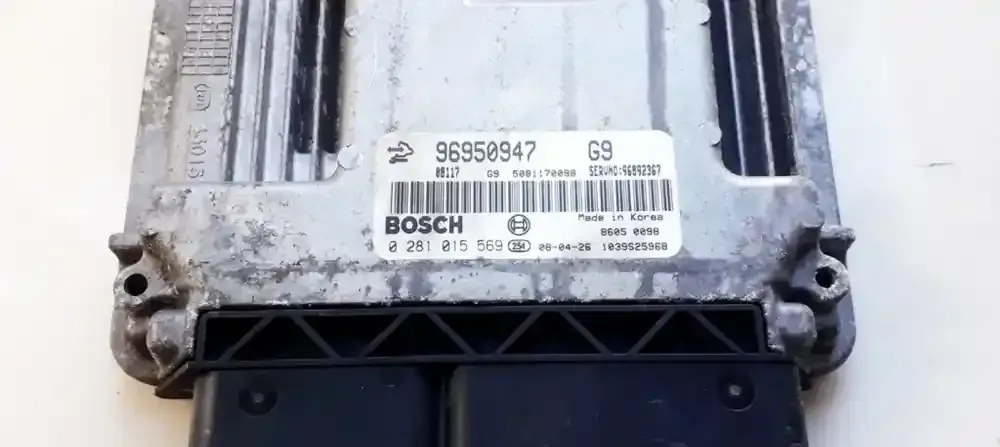 96950947 G9
08117 G9 5081170098 SERVNO:96892367
BOSCH
Made in Korea
8605 0098
0 281 015 569 254 08-04-26 1039S25968